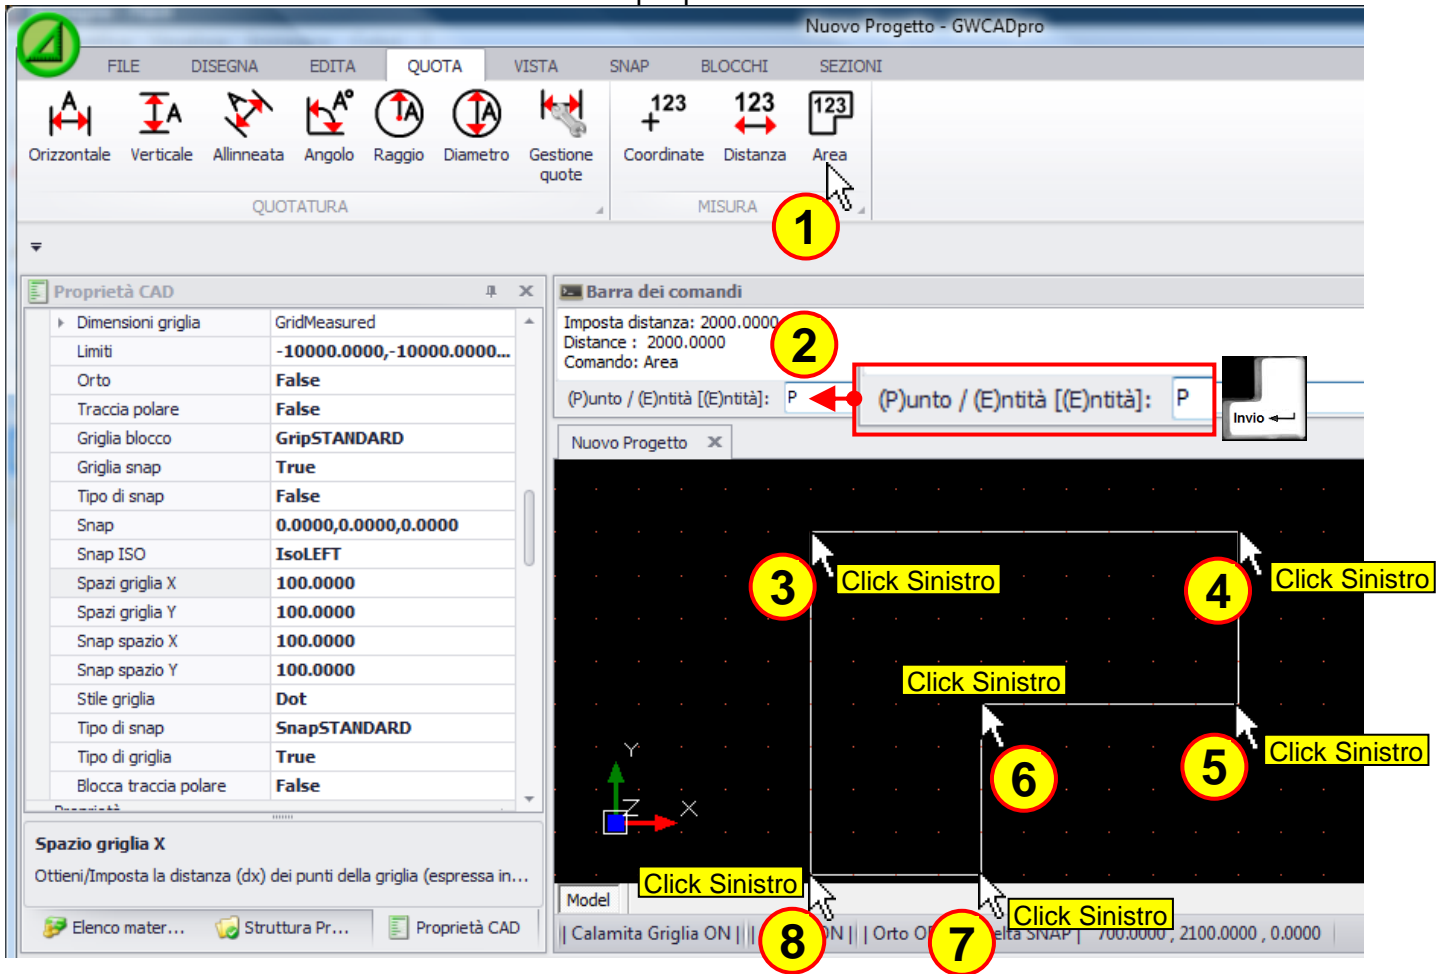 Nuovo Progetto - GWCADpro
FILE DISEGNA EDITA QUOTA VISTA SNAP BLOCCHI SEZIONI
A A A A° A A 123 123 123
Orizzontale Verticale Allinneata Angolo Raggio Diametro Gestione quote Coordinate Distanza Area
QUOTATURA MISURA
1
Proprietà CAD
Dimensioni griglia GridMeasured
Limiti -10000.0000,-10000.0000...
Orto False
Traccia polare False
Griglia blocco GripSTANDARD
Griglia snap True
Tipo di snap False
Snap 0.0000,0.0000,0.0000
Snap ISO IsoLEFT
Spazi griglia X 100.0000
Spazi griglia Y 100.0000
Snap spazio X 100.0000
Snap spazio Y 100.0000
Stile griglia Dot
Tipo di snap SnapSTANDARD
Tipo di griglia True
Blocca traccia polare False
Spazio griglia X
Ottieni/Imposta la distanza (dx) dei punti della griglia (espressa in...
Elenco mater... Struttura Pr... Proprietà CAD
Barra dei comandi
Imposta distanza: 2000.0000
Distance : 2000.0000
Comando: Area
2
(P)unto / (E)ntità [(E)ntità]: P
(P)unto / (E)ntità [(E)ntità]: P
Invio
Nuovo Progetto
3 Click Sinistro
4 Click Sinistro
Click Sinistro
6
5 Click Sinistro
Y
Z X
Click Sinistro
8
7 Click Sinistro
Model
|| Calamita Griglia ON || ON || | Orto O elta SNAP | 700.0000 , 2100.0000 , 0.0000